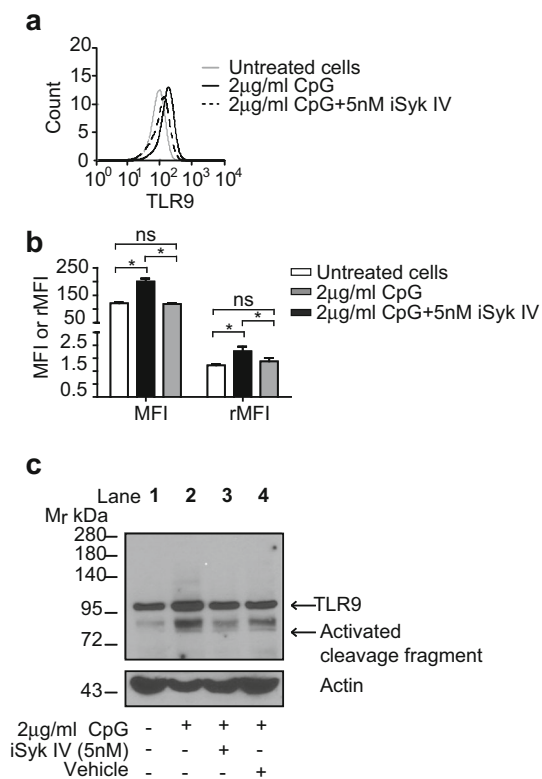 a
20
15
10
5
0
Count
10⁰ 10¹ 10² 10³ 10⁴
TLR9
Untreated cells
2µg/ml CpG
2µg/ml CpG+5nM iSyk IV
b
ns
* *
ns
* *
250
150
50
2.5
1.5
0.5
MFI or rMFI
MFI rMFI
Untreated cells
2µg/ml CpG
2µg/ml CpG+5nM iSyk IV
c
Lane 1 2 3 4
Mr kDa
280
180
140
95
72
43
TLR9
Activated
cleavage fragment
Actin
2µg/ml CpG - + + +
iSyk IV (5nM) - - + -
Vehicle - - - +